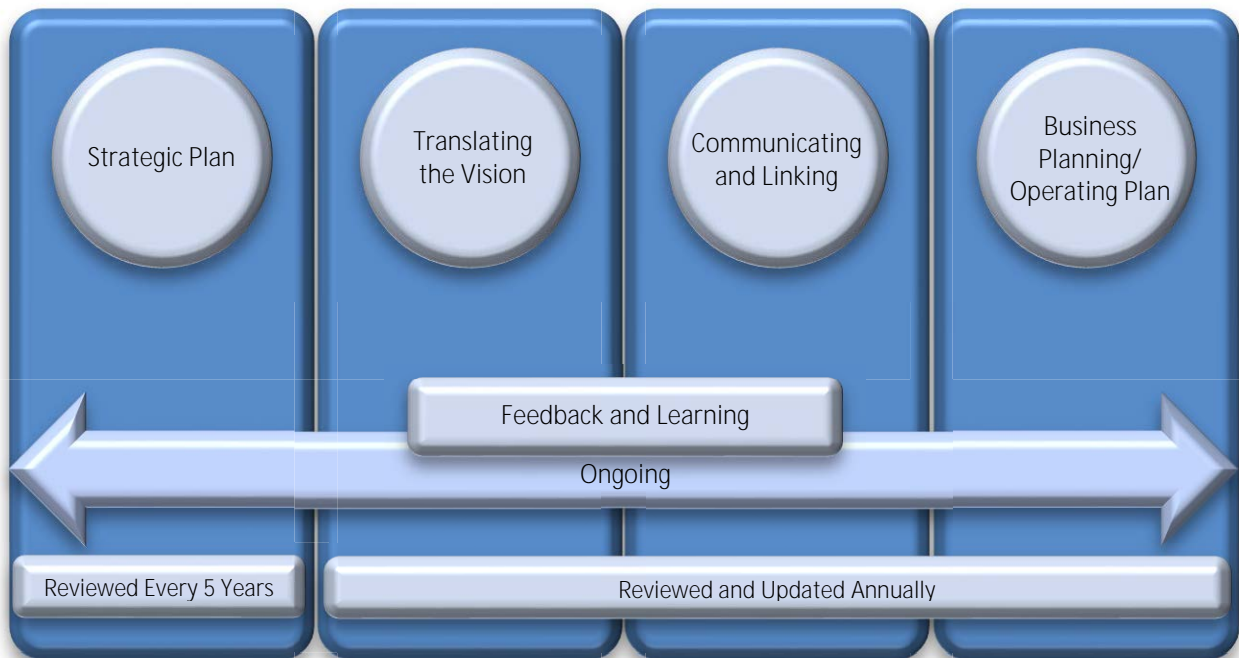 Strategic Plan
Translating
the Vision
Communicating
and Linking
Business
Planning/
Operating Plan
Feedback and Learning
Ongoing
Reviewed Every 5 Years
Reviewed and Updated Annually